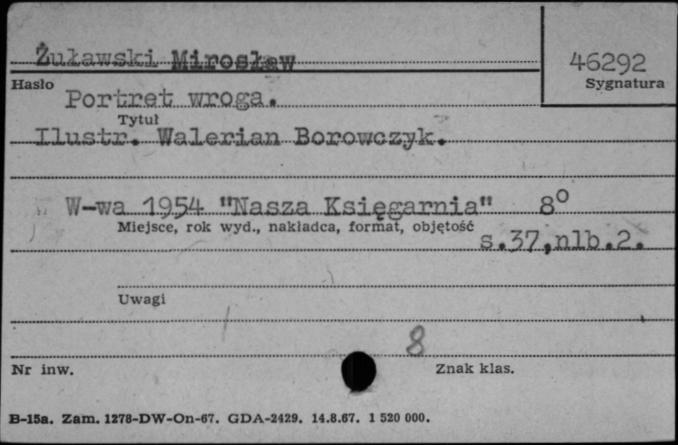 Żuławski Mirosław
46292
Hasło
Sygnatura
Portret wroga.
Tytuł
Ilustr. Walerian Borowczyk.
W-wa 1954 "Nasza Księgarnia" 8°
Miejsce, rok wyd., nakładca, format, objętość
s.37,nlb.2.
Uwagi
8
Nr inw.
Znak klas.
B-15a. Zam. 1278-DW-On-67. GDA-2429. 14.8.67. 1 520 000.